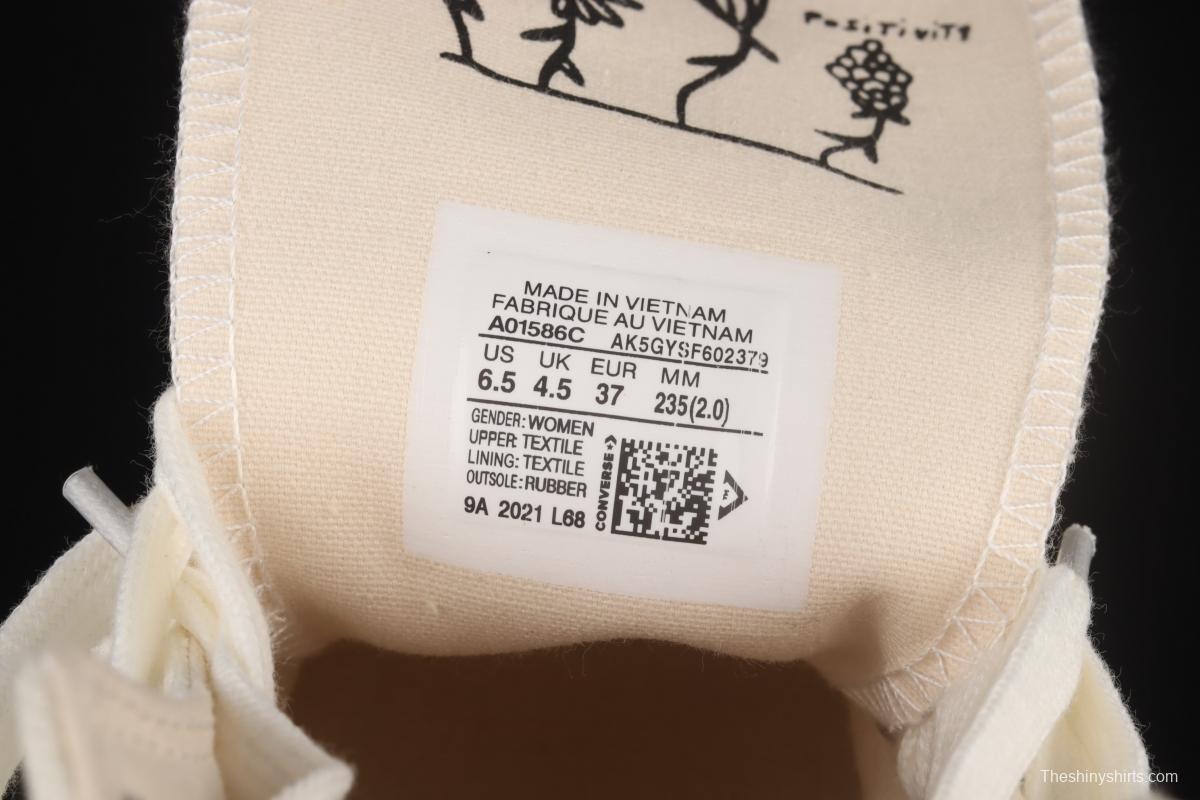 POSiTiViTY
MADE IN VIETNAM
FABRIQUE AU VIETNAM
A01586C AK5GYSF602379
US UK EUR MM
6.5 4.5 37 235(2.0)
GENDER: WOMEN
UPPER: TEXTILE
LINING: TEXTILE
OUTSOLE: RUBBER
9A 2021 L68
CONVERSE
Theshinyshirts.com